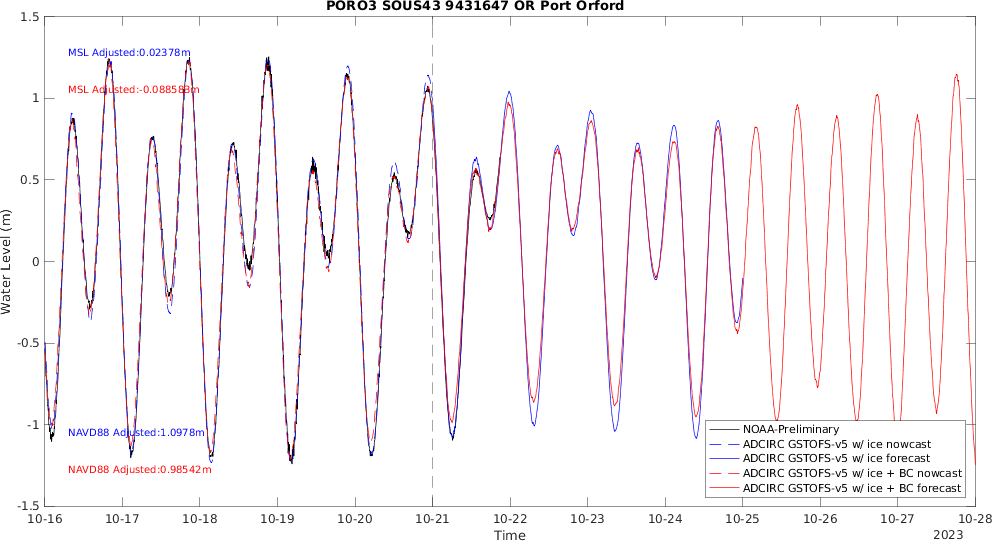 PORO3 SOUS43 9431647 OR Port Orford
1.5
1
0.5
0
-0.5
-1
-1.5
Water Level (m)
MSL Adjusted:0.02378m
MSL Adjusted:-0.088583m
NAVD88 Adjusted:1.0978m
NAVD88 Adjusted:0.98542m
NOAA-Preliminary
ADCIRC GSTOFS-v5 w/ ice nowcast
ADCIRC GSTOFS-v5 w/ ice forecast
ADCIRC GSTOFS-v5 w/ ice + BC nowcast
ADCIRC GSTOFS-v5 w/ ice + BC forecast
10-16 10-17 10-18 10-19 10-20 10-21 10-22 10-23 10-24 10-25 10-26 10-27 10-28
Time
2023